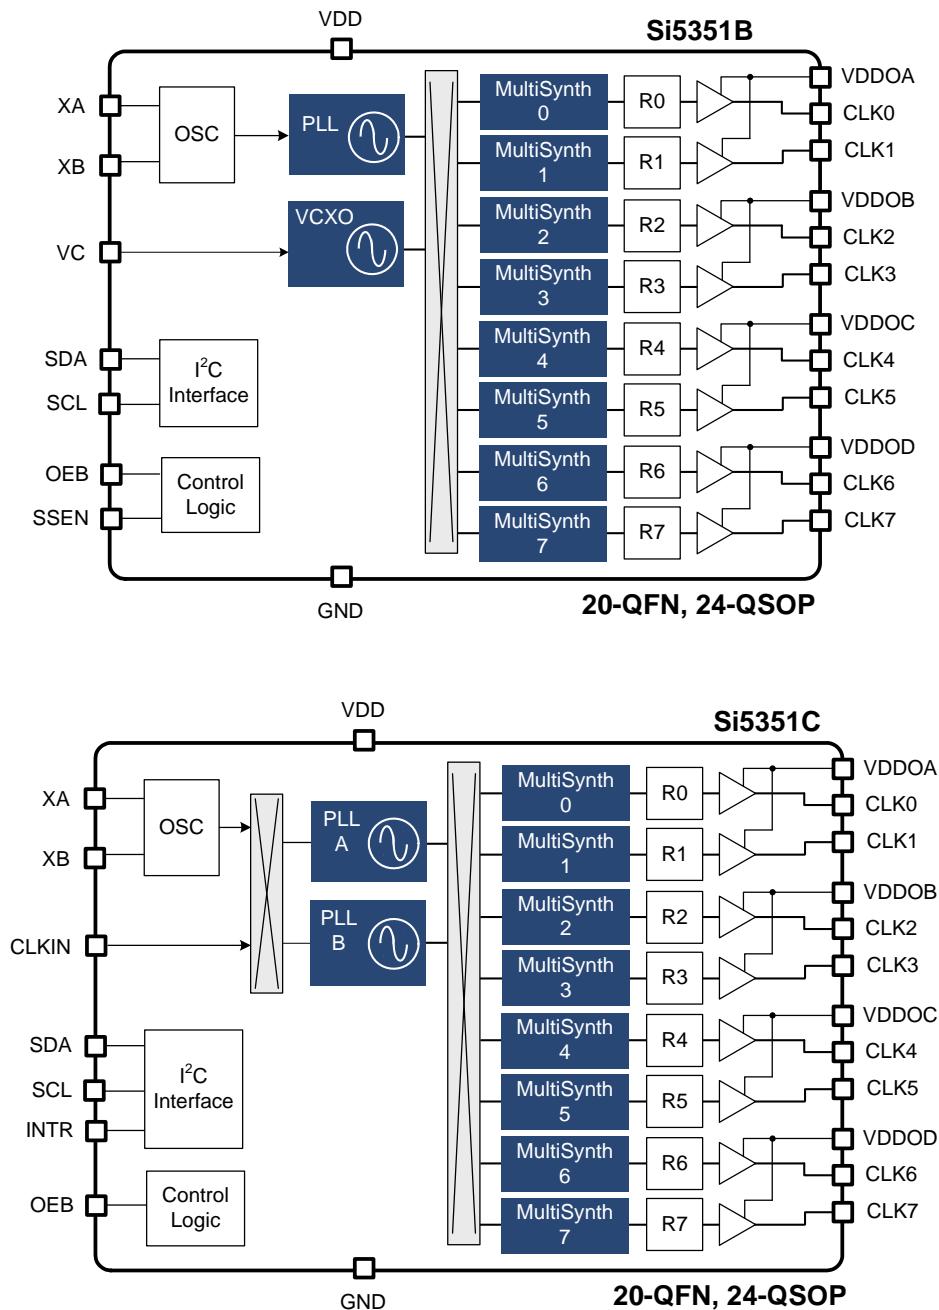 VDD
Si5351B
XA
XB
OSC
PLL
VC
VCXO
SDA
SCL
I²C
Interface
OEB
SSEN
Control
Logic
MultiSynth
0
R0
MultiSynth
1
R1
MultiSynth
2
R2
MultiSynth
3
R3
MultiSynth
4
R4
MultiSynth
5
R5
MultiSynth
6
R6
MultiSynth
7
R7
VDDOA
CLK0
CLK1
VDDOB
CLK2
CLK3
VDDOC
CLK4
CLK5
VDDOD
CLK6
CLK7
GND
20-QFN, 24-QSOP
VDD
Si5351C
XA
XB
OSC
PLL
A
PLL
B
CLKIN
SDA
SCL
INTR
I²C
Interface
OEB
Control
Logic
MultiSynth
0
R0
MultiSynth
1
R1
MultiSynth
2
R2
MultiSynth
3
R3
MultiSynth
4
R4
MultiSynth
5
R5
MultiSynth
6
R6
MultiSynth
7
R7
VDDOA
CLK0
CLK1
VDDOB
CLK2
CLK3
VDDOC
CLK4
CLK5
VDDOD
CLK6
CLK7
GND
20-QFN, 24-QSOP